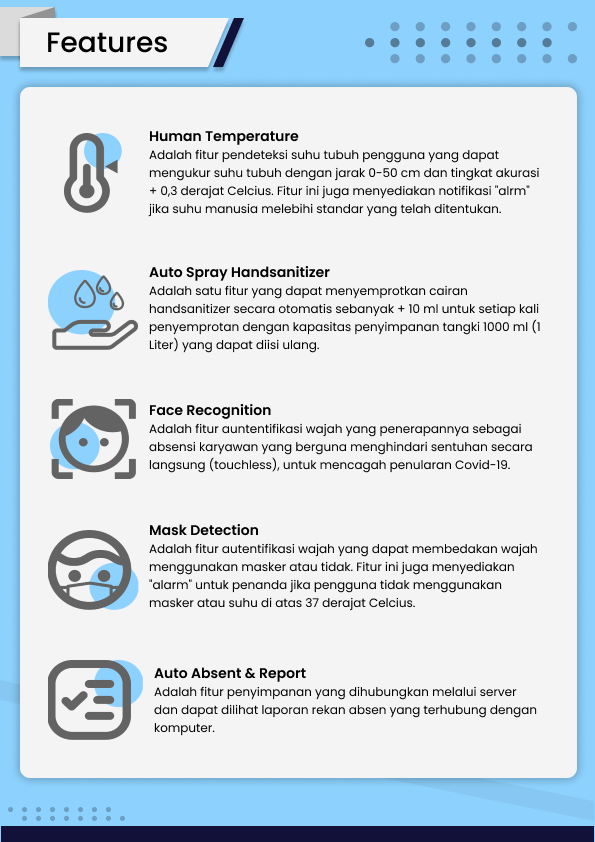 Features
Human Temperature
Adalah fitur pendeteksi suhu tubuh pengguna yang dapat
mengukur suhu tubuh dengan jarak 0-50 cm dan tingkat akurasi
+ 0,3 derajat Celcius. Fitur ini juga menyediakan notifikasi "alrm"
jika suhu manusia melebihi standar yang telah ditentukan.
Auto Spray Handsanitizer
Adalah satu fitur yang dapat menyemprotkan cairan
handsanitizer secara otomatis sebanyak + 10 ml untuk setiap kali
penyemprotan dengan kapasitas penyimpanan tangki 1000 ml (1
Liter) yang dapat diisi ulang.
Face Recognition
Adalah fitur auntentifikasi wajah yang penerapannya sebagai
absensi karyawan yang berguna menghindari sentuhan secara
langsung (touchless), untuk mencagah penularan Covid-19.
Mask Detection
Adalah fitur autentifikasi wajah yang dapat membedakan wajah
menggunakan masker atau tidak. Fitur ini juga menyediakan
"alarm" untuk penanda jika pengguna tidak menggunakan
masker atau suhu di atas 37 derajat Celcius.
Auto Absent & Report
Adalah fitur penyimpanan yang dihubungkan melalui server
dan dapat dilihat laporan rekan absen yang terhubung dengan
komputer.